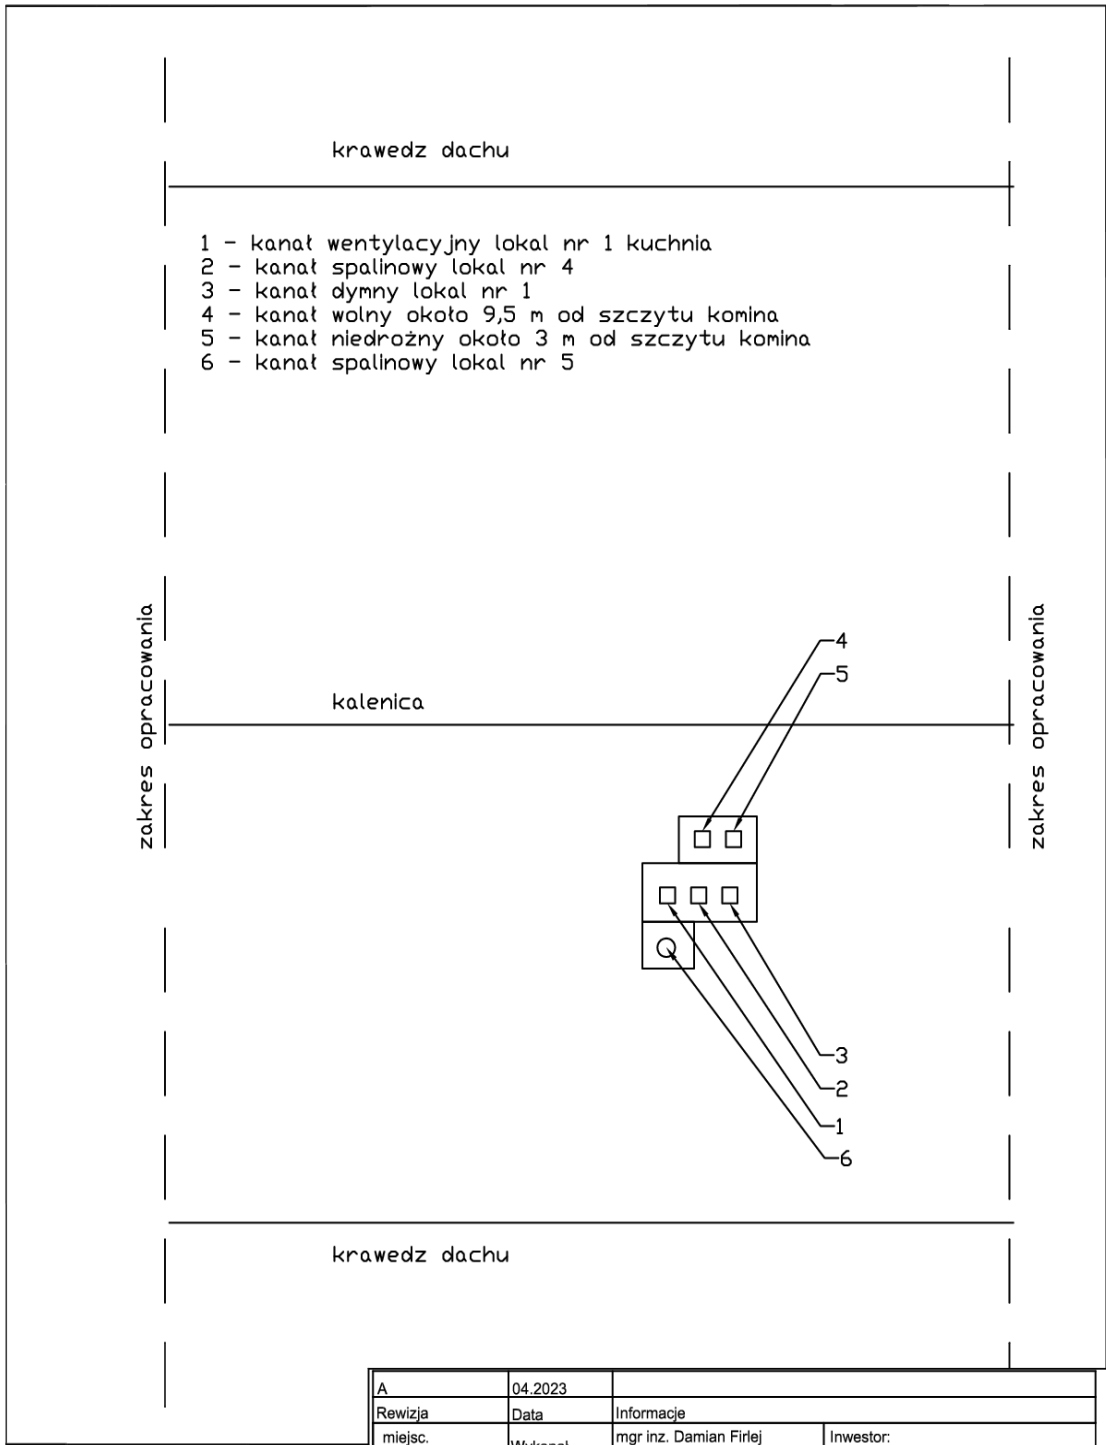 krawedz dachu
1 - kanał wentylacyjny lokal nr 1 kuchnia
2 - kanał spalinowy lokal nr 4
3 - kanał dymny lokal nr 1
4 - kanał wolny około 9,5 m od szczytu komina
5 - kanał niedrożny około 3 m od szczytu komina
6 - kanał spalinowy lokal nr 5
zakres opracowania
zakres opracowania
4
5
kalenica
3
2
1
6
krawedz dachu
A 04.2023
Rewizja Data Informacje
miejsc. Wykonał mgr inz. Damian Firlej Inwestor: